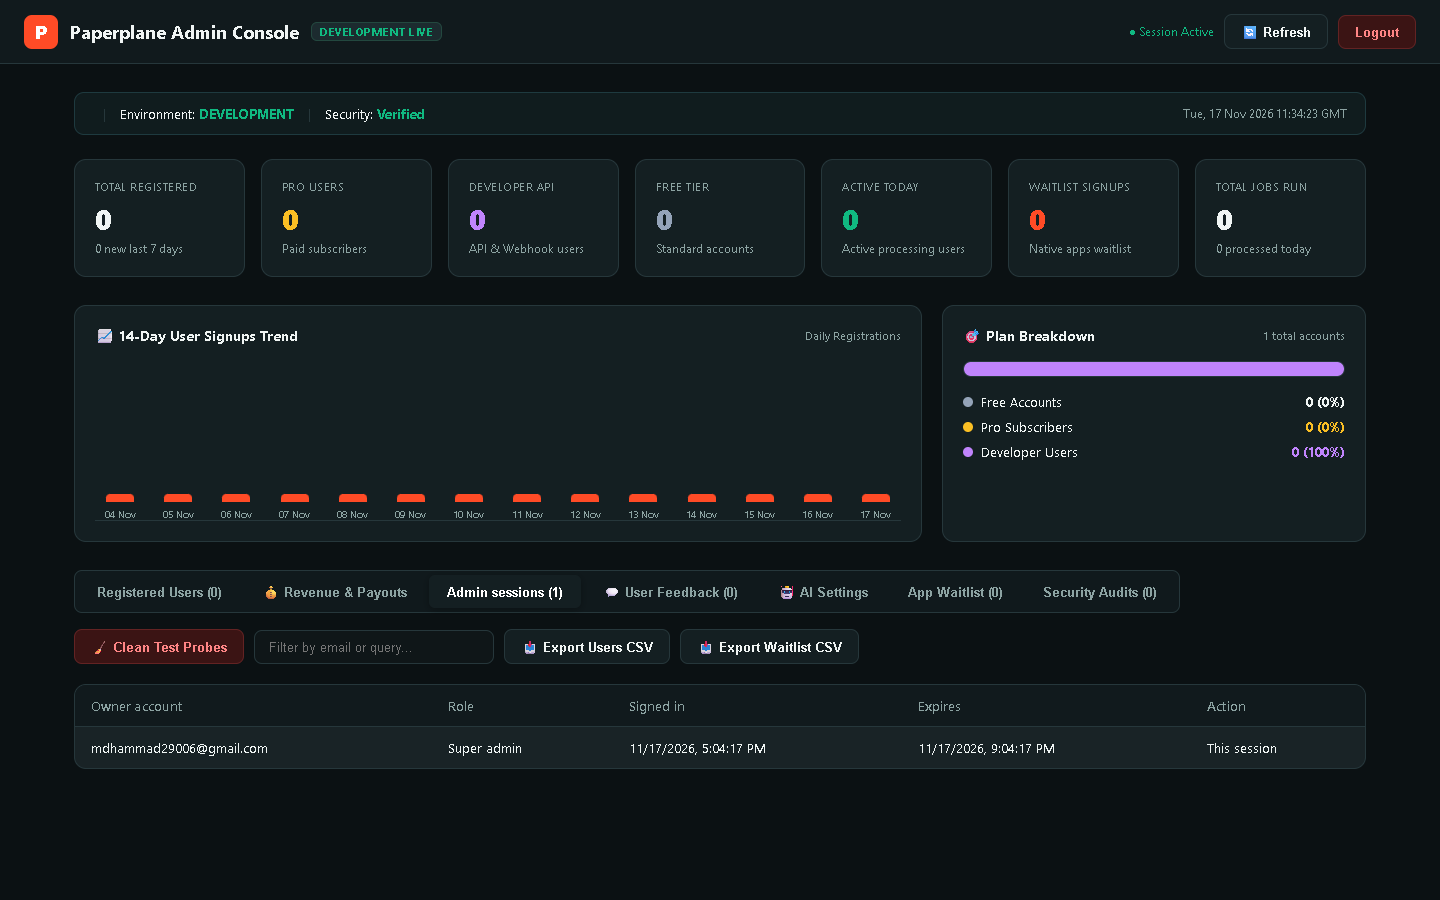 P Paperplane Admin Console DEVELOPMENT LIVE
Session Active Refresh Logout
Environment: DEVELOPMENT Security: Verified Tue, 17 Nov 2026 11:34:23 GMT
TOTAL REGISTERED
0
0 new last 7 days
PRO USERS
0
Paid subscribers
DEVELOPER API
0
API & Webhook users
FREE TIER
0
Standard accounts
ACTIVE TODAY
0
Active processing users
WAITLIST SIGNUPS
0
Native apps waitlist
TOTAL JOBS RUN
0
0 processed today
14-Day User Signups Trend Daily Registrations
04 Nov 05 Nov 06 Nov 07 Nov 08 Nov 09 Nov 10 Nov 11 Nov 12 Nov 13 Nov 14 Nov 15 Nov 16 Nov 17 Nov
Plan Breakdown 1 total accounts
Free Accounts 0 (0%)
Pro Subscribers 0 (0%)
Developer Users 0 (100%)
Registered Users (0) Revenue & Payouts Admin sessions (1) User Feedback (0) AI Settings App Waitlist (0) Security Audits (0)
Clean Test Probes Filter by email or query... Export Users CSV Export Waitlist CSV
Owner account Role Signed in Expires Action
mdhammad29006@gmail.com Super admin 11/17/2026, 5:04:17 PM 11/17/2026, 9:04:17 PM This session